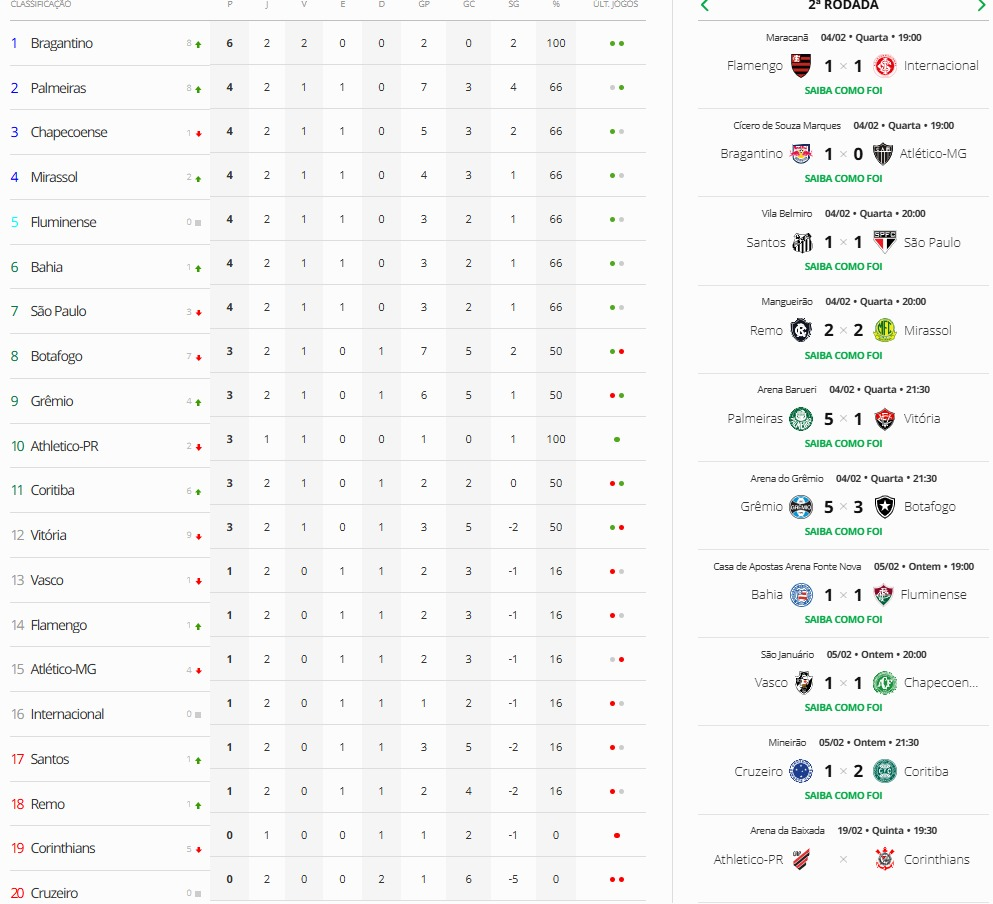 CLASSIFICAÇÃO P J V E D GP GC SG % ÚLT. JOGOS
1 Bragantino 8 6 2 2 0 0 2 0 2 100
2 Palmeiras 8 4 2 1 1 0 7 3 4 66
3 Chapecoense 1 4 2 1 1 0 5 3 2 66
4 Mirassol 2 4 2 1 1 0 4 3 1 66
5 Fluminense 0 4 2 1 1 0 3 2 1 66
6 Bahia 1 4 2 1 1 0 3 2 1 66
7 São Paulo 3 4 2 1 1 0 3 2 1 66
8 Botafogo 7 3 2 1 0 1 7 5 2 50
9 Grêmio 4 3 2 1 0 1 6 5 1 50
10 Athletico-PR 2 3 1 1 0 0 1 0 1 100
11 Coritiba 6 3 2 1 0 1 2 2 0 50
12 Vitória 9 3 2 1 0 1 3 5 -2 50
13 Vasco 1 1 2 0 1 1 2 3 -1 16
14 Flamengo 1 1 2 0 1 1 2 3 -1 16
15 Atlético-MG 4 1 2 0 1 1 2 3 -1 16
16 Internacional 0 1 2 0 1 1 1 2 -1 16
17 Santos 1 1 2 0 1 1 3 5 -2 16
18 Remo 1 1 2 0 1 1 2 4 -2 16
19 Corinthians 5 0 1 0 0 1 1 2 -1 0
20 Cruzeiro 0 0 2 0 0 2 1 6 -5 0
2ª RODADA
Maracanã 04/02 • Quarta • 19:00
Flamengo 1 × 1 Internacional
SAIBA COMO FOI
Cícero de Souza Marques 04/02 • Quarta • 19:00
Bragantino 1 × 0 Atlético-MG
SAIBA COMO FOI
Vila Belmiro 04/02 • Quarta • 20:00
Santos 1 × 1 São Paulo
SAIBA COMO FOI
Mangueirão 04/02 • Quarta • 20:00
Remo 2 × 2 Mirassol
SAIBA COMO FOI
Arena Barueri 04/02 • Quarta • 21:30
Palmeiras 5 × 1 Vitória
SAIBA COMO FOI
Arena do Grêmio 04/02 • Quarta • 21:30
Grêmio 5 × 3 Botafogo
SAIBA COMO FOI
Casa de Apostas Arena Fonte Nova 05/02 • Ontem • 19:00
Bahia 1 × 1 Fluminense
SAIBA COMO FOI
São Januário 05/02 • Ontem • 20:00
Vasco 1 × 1 Chapecoen...
SAIBA COMO FOI
Mineirão 05/02 • Ontem • 21:30
Cruzeiro 1 × 2 Coritiba
SAIBA COMO FOI
Arena da Baixada 19/02 • Quinta • 19:30
Athletico-PR × Corinthians